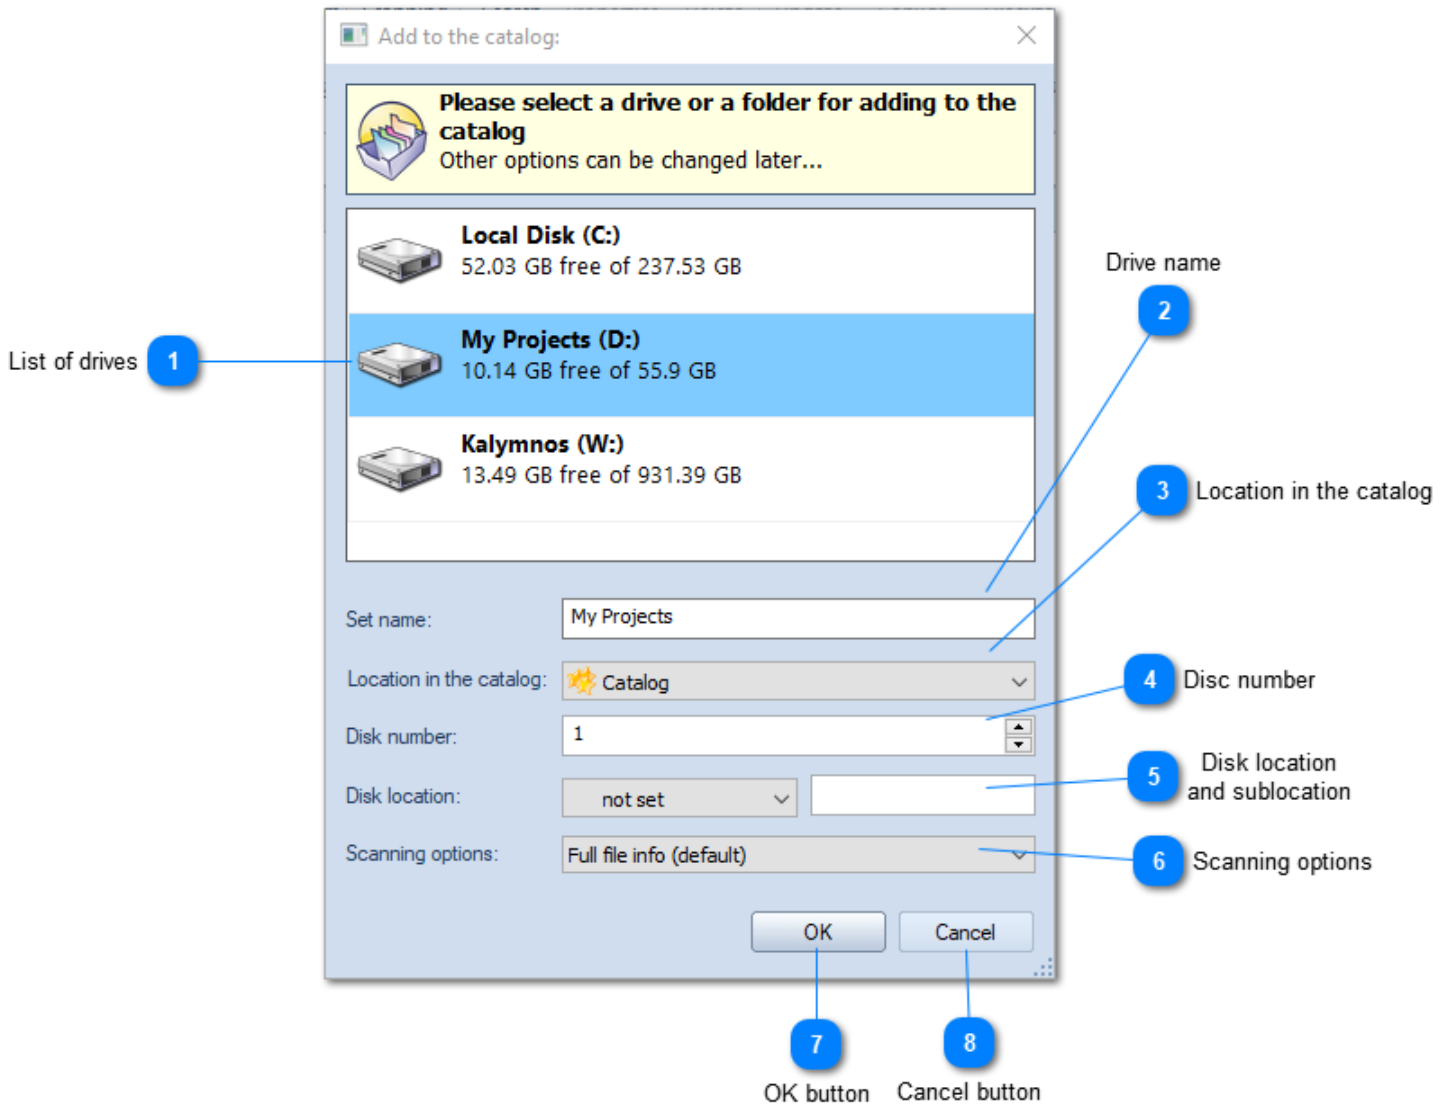 Add to the catalog:
Please select a drive or a folder for adding to the
catalog
Other options can be changed later...
Local Disk (C:)
52.03 GB free of 237.53 GB
My Projects (D:)
10.14 GB free of 55.9 GB
Kalymnos (W:)
13.49 GB free of 931.39 GB
List of drives 1
Drive name
2
3 Location in the catalog
Set name: My Projects
Location in the catalog: Catalog
4 Disc number
Disk number: 1
5 Disk location
and sublocation
Disk location: not set
Scanning options: Full file info (default)
6 Scanning options
OK Cancel
7 8
OK button Cancel button